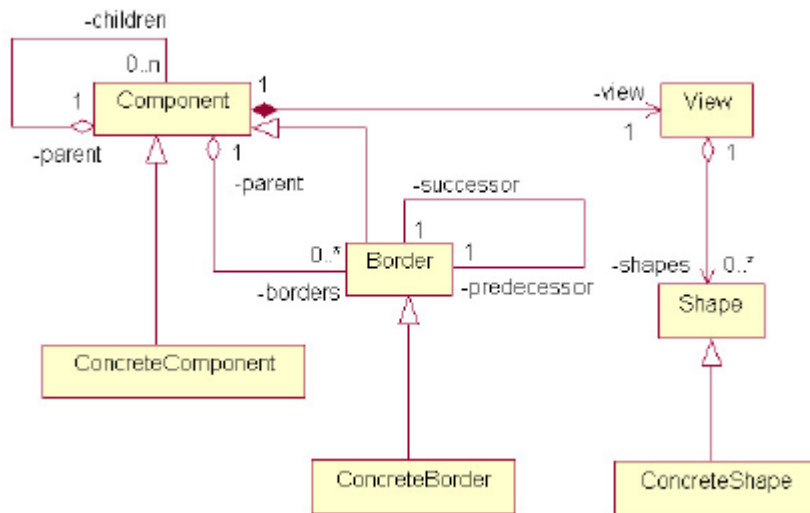 -children
0..n
1
Component
1
-view
View
-parent
1
1
1
-parent
-successor
0..*
1
1
Border
-shapes
0..*
-borders
-predecessor
Shape
ConcreteComponent
ConcreteBorder
ConcreteShape